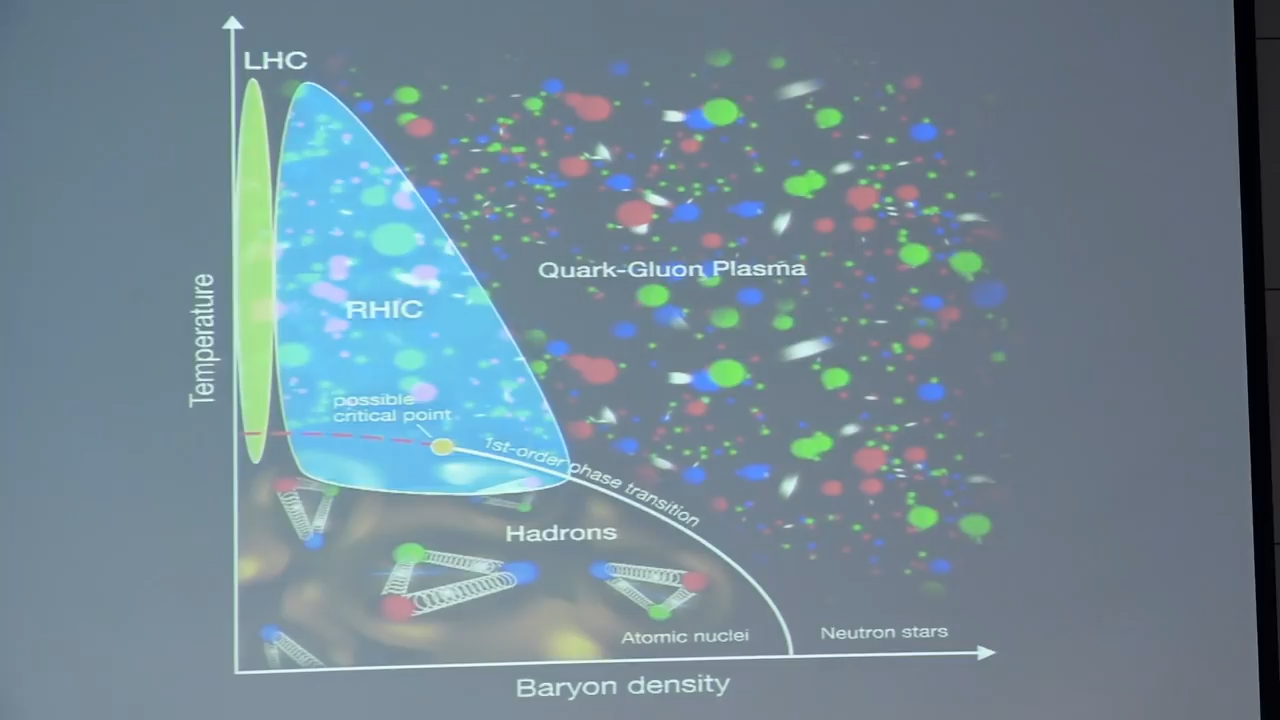 LHC
Quark-Gluon Plasma
RHIC
Temperature
possible
critical point
1st-order phase transition
Hadrons
Atomic nuclei
Neutron stars
Baryon density